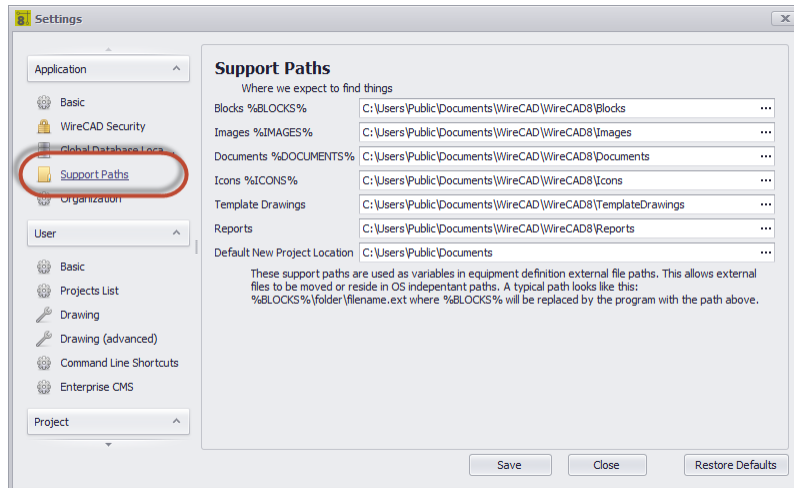 8. Settings
Application
Basic
WireCAD Security
Global Database Loca...
Support Paths
Organization
User
Basic
Projects List
Drawing
Drawing (advanced)
Command Line Shortcuts
Enterprise CMS
Project
Support Paths
Where we expect to find things
Blocks %BLOCKS% C:\Users\Public\Documents\WireCAD\WireCAD8\Blocks ...
Images %IMAGES% C:\Users\Public\Documents\WireCAD\WireCAD8\Images ...
Documents %DOCUMENTS% C:\Users\Public\Documents\WireCAD\WireCAD8\Documents ...
Icons %ICONS% C:\Users\Public\Documents\WireCAD\WireCAD8\Icons ...
Template Drawings C:\Users\Public\Documents\WireCAD\WireCAD8\TemplateDrawings ...
Reports C:\Users\Public\Documents\WireCAD\WireCAD8\Reports ...
Default New Project Location C:\Users\Public\Documents ...
These support paths are used as variables in equipment definition external file paths. This allows external
files to be moved or reside in OS indepentant paths. A typical path looks like this:
%BLOCKS%\folder\filename.ext where %BLOCKS% will be replaced by the program with the path above.
Save Close Restore Defaults